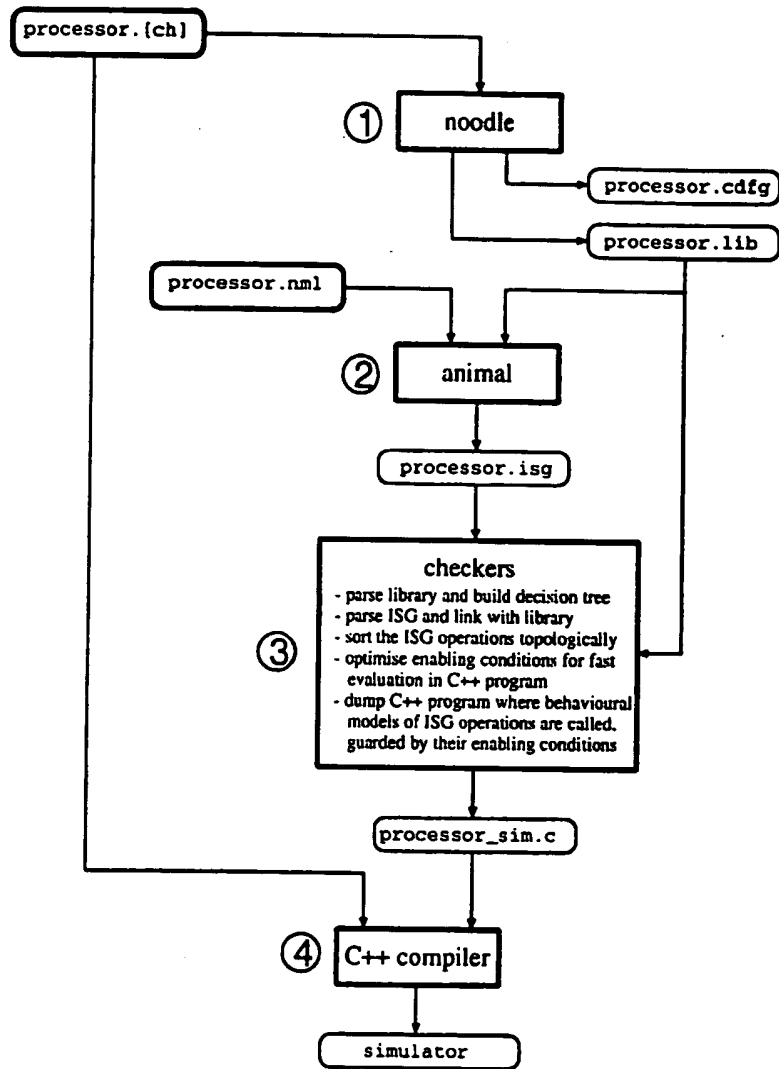 processor.{ch}
① noodle
processor.cdfg
processor.lib
processor.nml
② animal
processor.isg
checkers
- parse library and build decision tree
- parse ISG and link with library
- sort the ISG operations topologically
③
- optimise enabling conditions for fast
evaluation in C++ program
- dump C++ program where behavioural
models of ISG operations are called,
guarded by their enabling conditions
processor_sim.c
④ C++ compiler
simulator